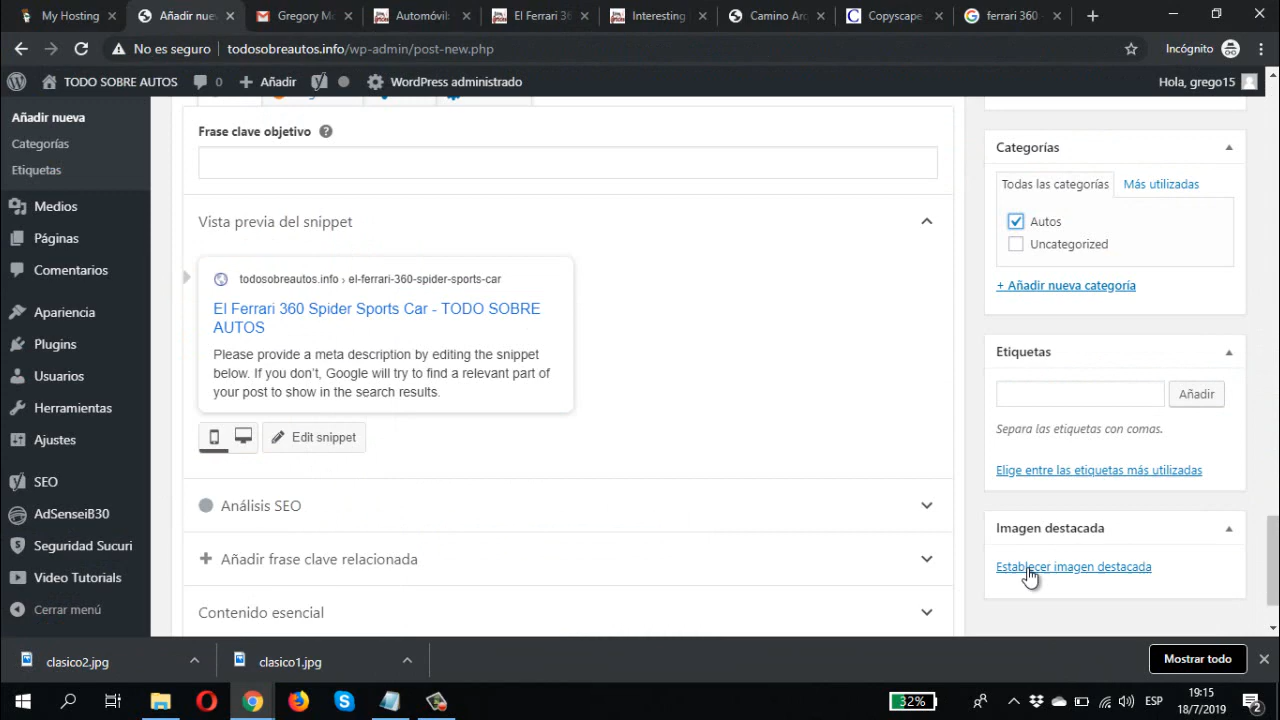 My Hosting
Añadir nue
Gregory Mo
Automóvil
El Ferrari 36
Interesting
Camino Arc
Copyscape
ferrari 360 -
No es seguro
todosobreautos.info/wp-admin/post-new.php
Incógnito
TODO SOBRE AUTOS
0
Añadir
WordPress administrado
Hola, grego15
Añadir nueva
Categorías
Etiquetas
Medios
Páginas
Comentarios
Apariencia
Plugins
Usuarios
Herramientas
Ajustes
SEO
AdSenseiB30
Seguridad Sucuri
Video Tutorials
Cerrar menú
Frase clave objetivo ?
Vista previa del snippet
todosobreautos.info › el-ferrari-360-spider-sports-car
El Ferrari 360 Spider Sports Car - TODO SOBRE
AUTOS
Please provide a meta description by editing the snippet
below. If you don't, Google will try to find a relevant part of
your post to show in the search results.
Edit snippet
Análisis SEO
Añadir frase clave relacionada
Contenido esencial
Categorías
Todas las categorías
Más utilizadas
Autos
Uncategorized
+ Añadir nueva categoría
Etiquetas
Añadir
Separa las etiquetas con comas.
Elige entre las etiquetas más utilizadas
Imagen destacada
Establecer imagen destacada
clasico2.jpg
clasico1.jpg
Mostrar todo
32%
ESP
19:15
18/7/2019
2